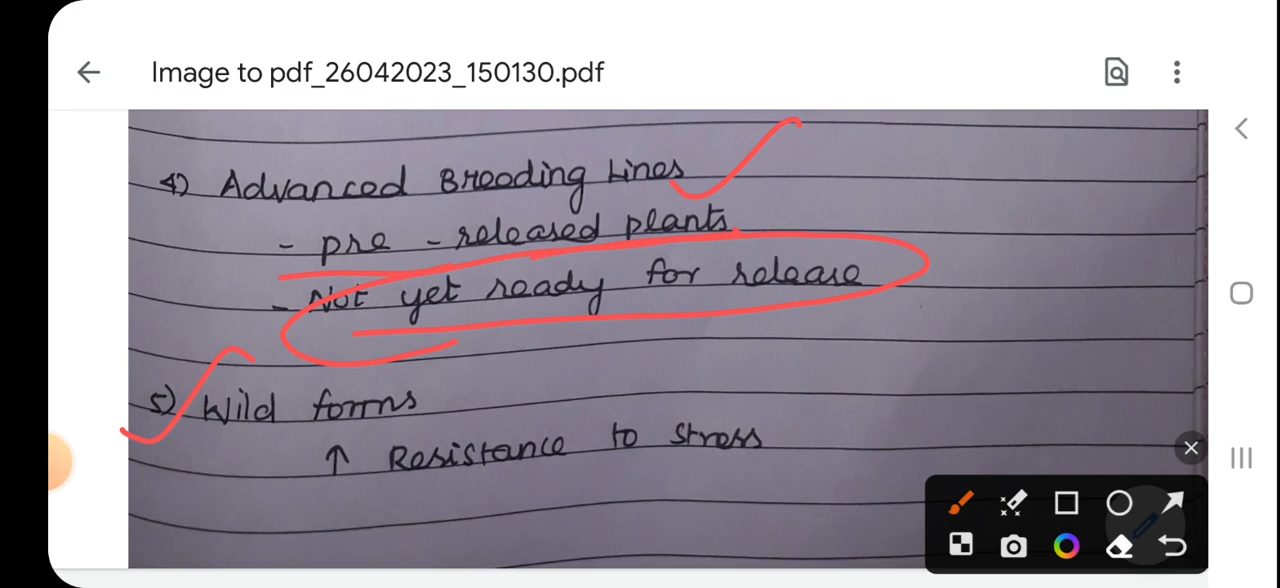 Image to pdf_26042023_150130.pdf
4) Advanced Breeding Lines
- pre - released plants.
- Not yet ready for release
5) Wild forms
↑ Resistance to stress